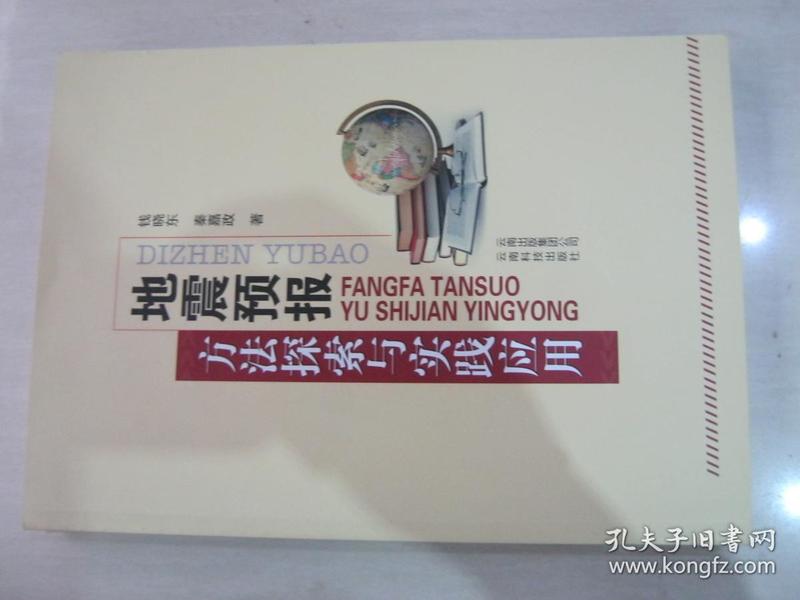 钱晓东 秦嘉政 著
DIZHEN YUBAO
地震预报
FANGFA TANSUO
YU SHIJIAN YINGYONG
方法探索与实践应用
云南出版集团公司
云南科技出版社
孔夫子旧書网
www.kongfz.com